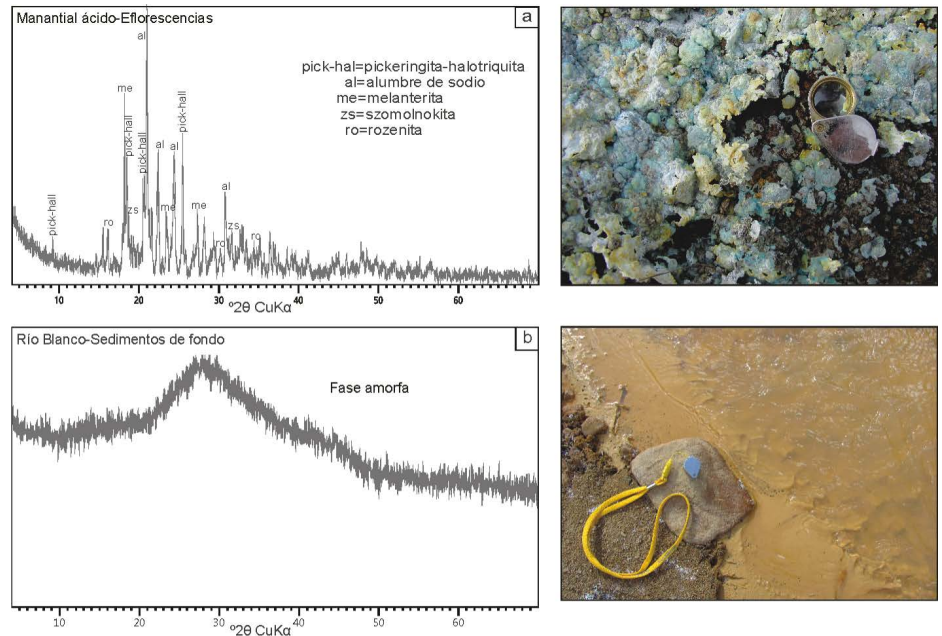 Manantial ácido-Eflorescencias
a
pick-hal=pickeringita-halotriquita
al=alumbre de sodio
me=melanterita
zs=szomolnokita
ro=rozenita
pick-hall
ro
me
pick-hall
zs
pick-hall
al
al
me
al
pick-hall
me
ro
al
zs
ro
10 20 30 40 50 60
º2θ CuKα
Río Blanco-Sedimentos de fondo
b
Fase amorfa
10 20 30 40 50 60
º2θ CuKα